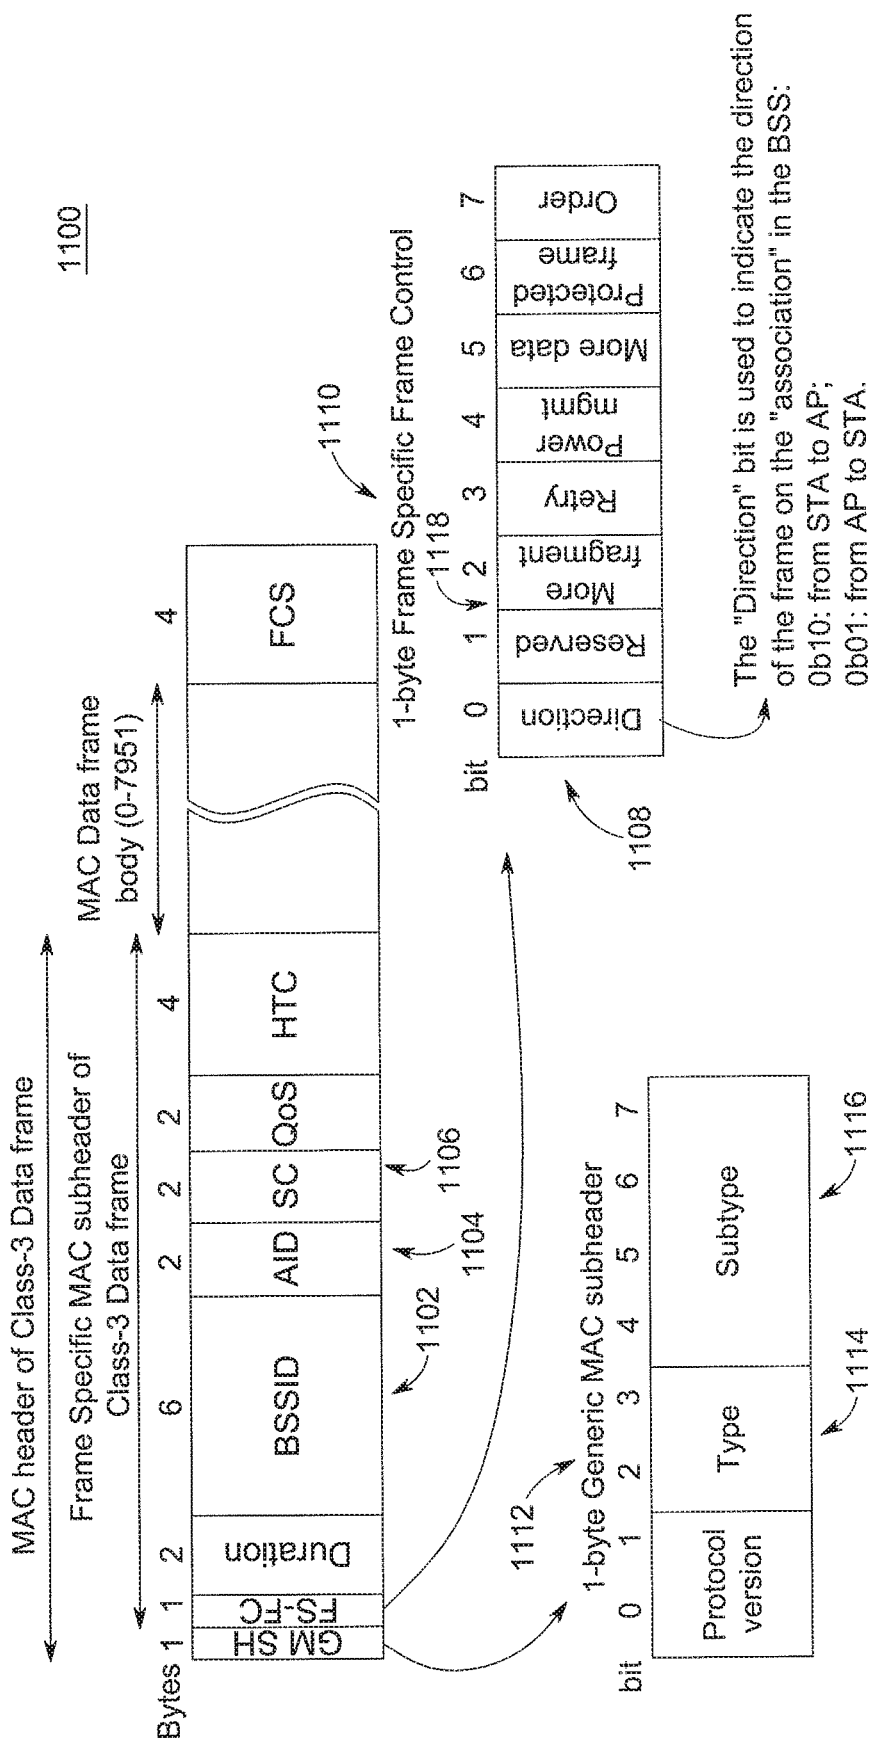 1100
MAC header of Class-3 Data frame
Frame Specific MAC subheader of
Class-3 Data frame
MAC Data frame
body (0-7951)
Bytes 1 1 2 6 2 2 2 4 4
GM SH
FS-FC
Duration
BSSID
AID
SC
QoS
HTC
FCS
1102
1104
1106
1110
1-byte Frame Specific Frame Control
1118
bit 0 1 2 3 4 5 6 7
Direction
Reserved
More
fragment
Retry
Power
mgmt
More data
Protected
frame
Order
1108
The "Direction" bit is used to indicate the direction
of the frame on the "association" in the BSS:
0b10: from STA to AP;
0b01: from AP to STA.
1112
1-byte Generic MAC subheader
bit 0 1 2 3 4 5 6 7
Protocol
version
Type
Subtype
1114
1116